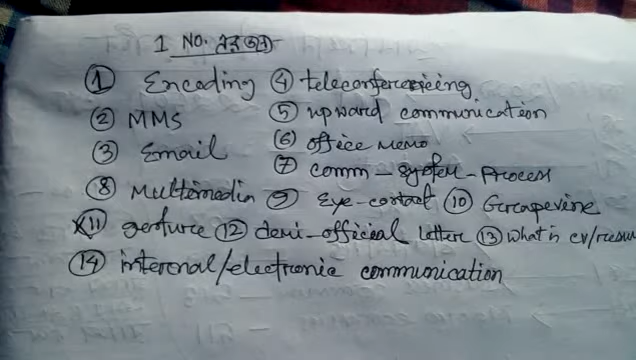 1 NO.
① Encoding ④ teleconferencing
② MMS ⑤ upward communication
③ Email ⑥ office memo
⑦ comm - system - Process
⑧ Multimedia ⑨ Eye-contact ⑩ Grapevine
⑪ gesture ⑫ demi-official letter ⑬ what is cv/resu
⑭ internal/electronic communication